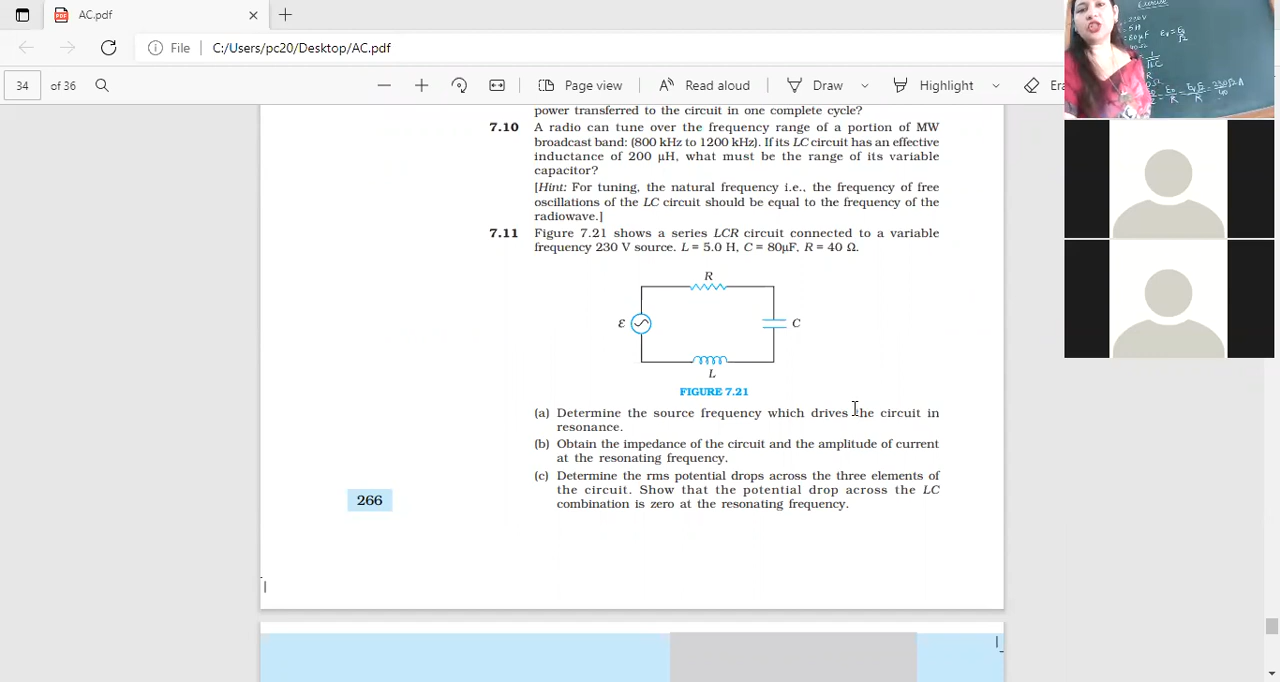 AC.pdf
File C:/Users/pc20/Desktop/AC.pdf
34 of 36 Page view Read aloud Draw Highlight
power transferred to the circuit in one complete cycle?
7.10 A radio can tune over the frequency range of a portion of MW
broadcast band: (800 kHz to 1200 kHz). If its LC circuit has an effective
inductance of 200 μH, what must be the range of its variable
capacitor?
[Hint: For tuning, the natural frequency i.e., the frequency of free
oscillations of the LC circuit should be equal to the frequency of the
radiowave.]
7.11 Figure 7.21 shows a series LCR circuit connected to a variable
frequency 230 V source. L = 5.0 H, C = 80μF, R = 40 Ω.
R
ε
C
L
FIGURE 7.21
(a) Determine the source frequency which drives the circuit in
resonance.
(b) Obtain the impedance of the circuit and the amplitude of current
at the resonating frequency.
(c) Determine the rms potential drops across the three elements of
the circuit. Show that the potential drop across the LC
combination is zero at the resonating frequency.
266